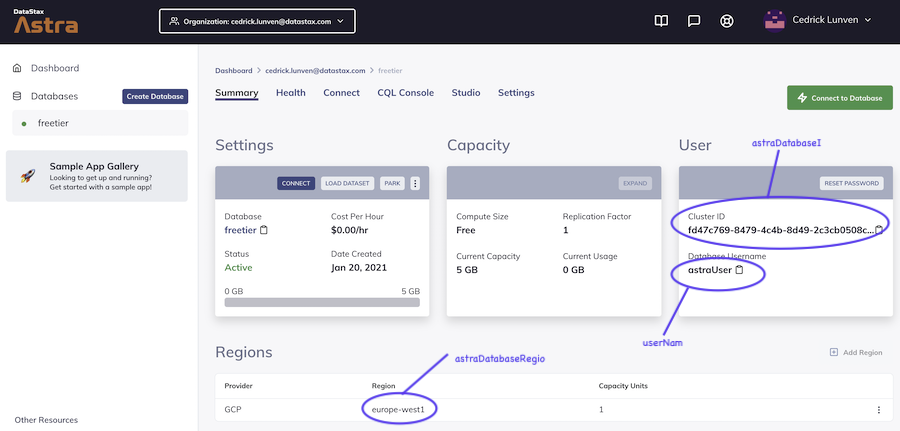 DataStax
Astra
Organization: cedrick.lunven@datastax.com
Cedrick Lunven
Dashboard
Databases
Create Database
freetier
Sample App Gallery
Looking to get up and running?
Get started with a sample app!
Other Resources
Dashboard > cedrick.lunven@datastax.com > freetier
Summary Health Connect CQL Console Studio Settings
Connect to Database
Settings
CONNECT LOAD DATASET PARK
Database
freetier
Cost Per Hour
$0.00/hr
Status
Active
Date Created
Jan 20, 2021
0 GB 5 GB
Capacity
EXPAND
Compute Size
Free
Replication Factor
1
Current Capacity
5 GB
Current Usage
0 GB
User
astraDatabaseI
RESET PASSWORD
Cluster ID
fd47c769-8479-4c4b-8d49-2c3cb0508c...
Database Username
astraUser
userNam
Regions
astraDatabaseRegio
Add Region
Provider Region Capacity Units
GCP europe-west1 1